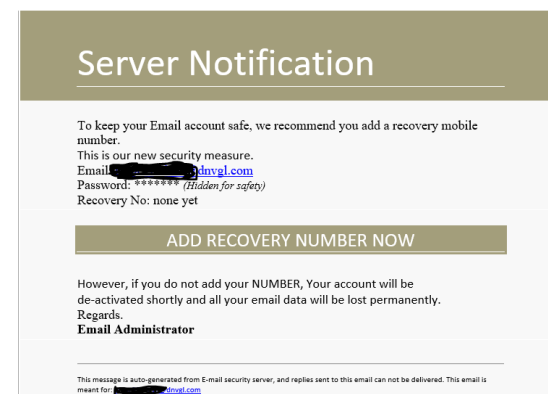 Server Notification
To keep your Email account safe, we recommend you add a recovery mobile
number.
This is our new security measure.
Email dnvgl.com
Password: ******* (Hidden for safety)
Recovery No: none yet
ADD RECOVERY NUMBER NOW
However, if you do not add your NUMBER, Your account will be
de-activated shortly and all your email data will be lost permanently.
Regards.
Email Administrator
This message is auto-generated from E-mail security server, and replies sent to this email can not be delivered. This email is
meant for: dnvgl.com